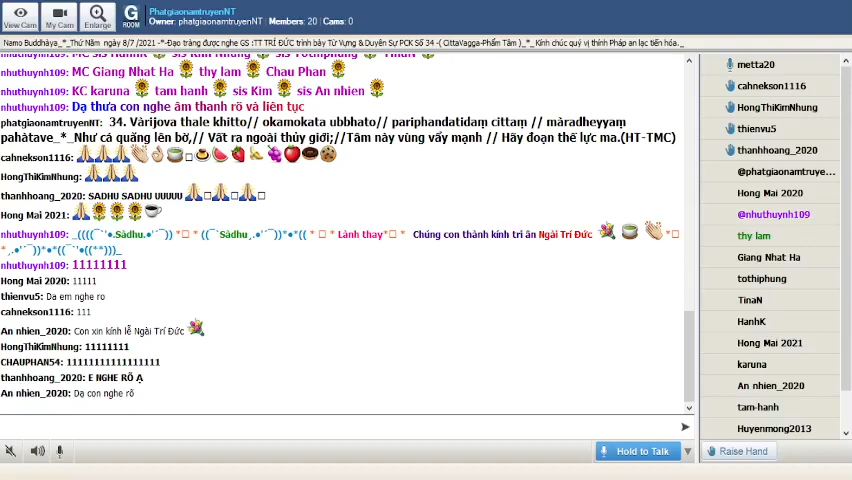 View Cam
My Cam
Enlarge
G ROOM
PhatgiaonamtruyenNT
Owner: phatgiaonamtruyenNT | Members: 20 | Cams: 0
Namo Buddhàya_*_Thứ Năm ngày 8/7 /2021 -*-Đạo tràng được nghe GS :TT TRÍ ĐỨC trình bày Từ Vựng & Duyên Sự PCK Số 34 -( CittaVagga-Phẩm Tâm )_*_Kính chúc quý vị thính Pháp an lạc tiến hóa._
nhuthuynh109: MC Giang Nhat Ha thy lam Chau Phan
nhuthuynh109: KC karuna tam hanh sis Kim sis An nhien
nhuthuynh109: Dạ thưa con nghe âm thanh rõ và liên tục
phatgiaonamtruyenNT: 34. Vàrijova thale khitto// okamokata ubbhato// pariphandatidaṃ cittaṃ // màradheyyaṃ
pahàtave_*_Như cá quăng lên bờ,// Vất ra ngoài thủy giới;//Tâm này vùng vẩy mạnh // Hãy đoạn thế lực ma.(HT-TMC)
cahnekson1116:
HongThiKimNhung:
thanhhoang_2020: SADHU SADHU UUUUU
Hong Mai 2021:
nhuthuynh109: _((((¯`'•.Sàdhu.•'´¯)) *□ * ((¯`Sàdhu¸.•'´¯))*•*(( * □ * Lành thay*□ * Chúng con thành kính tri ân Ngài Trí Đức *□
*¸.•'´¯))*•*((¯`'•((**)))_
nhuthuynh109: 11111111
Hong Mai 2021: 11111
thienvu5: Da em nghe ro
cahnekson1116: 111
An nhien_2020: Con xin kính lễ Ngài Trí Đức
HongThiKimNhung: 11111111
CHAUPHAN54: 11111111111111111
thanhhoang_2020: E NGHE RÕ Ạ
An nhien_2020: Dạ con nghe rõ
Hold to Talk
Raise Hand
metta20
cahnekson1116
HongThiKimNhung
thienvu5
thanhhoang_2020
@phatgiaonamtruye...
Hong Mai 2020
@nhuthuynh109
thy lam
Giang Nhat Ha
tothiphung
TinaN
HanhK
Hong Mai 2021
karuna
An nhien_2020
tam-hanh
Huyenmong2013